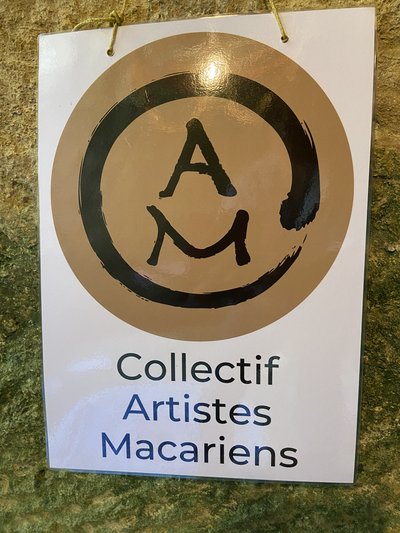 A
M
Collectif
Artistes
Macariens